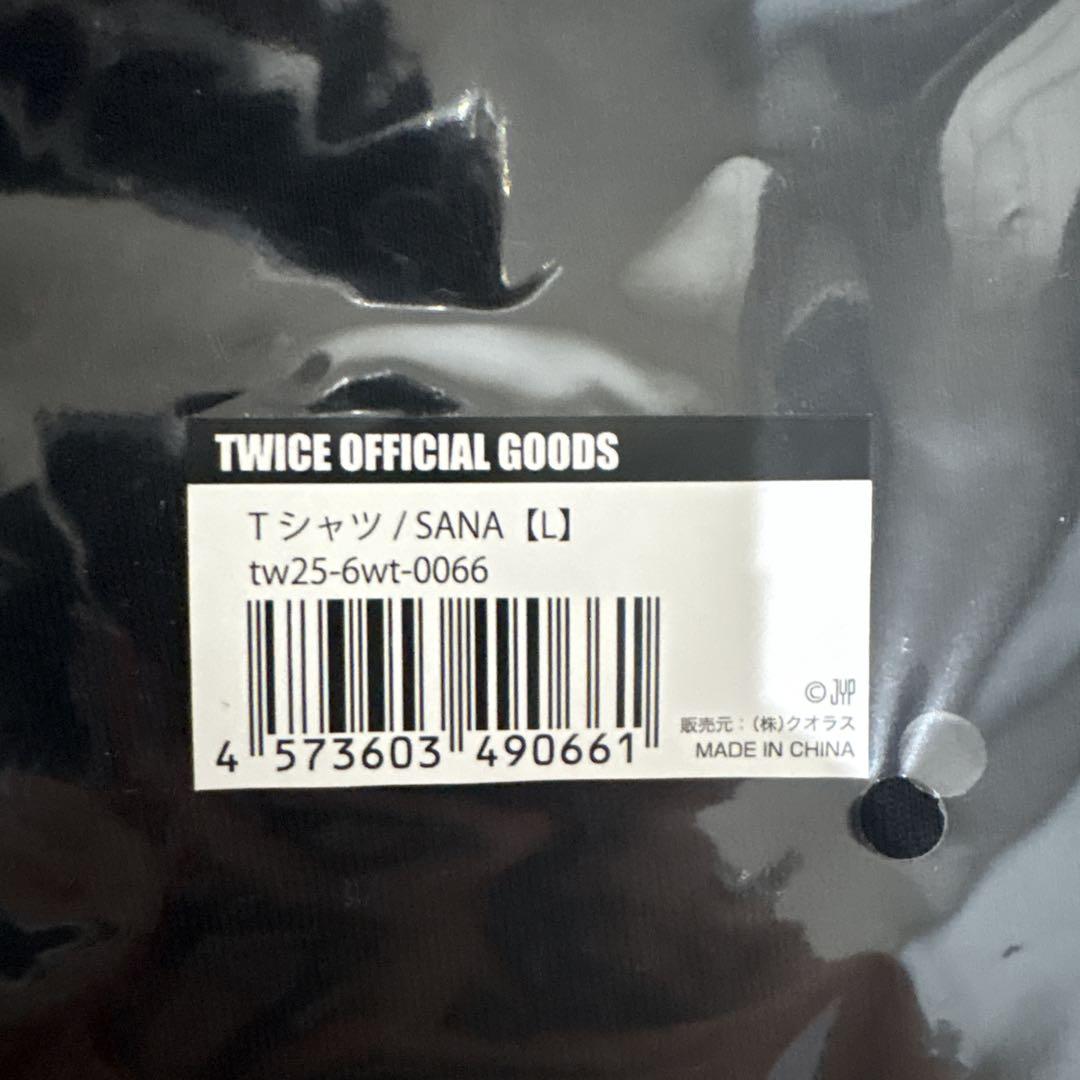 TWICE OFFICIAL GOODS
Tシャツ / SANA【L】
tw25-6wt-0066
4 573603 490661
© JYP
販売元：（株）クオラス
MADE IN CHINA